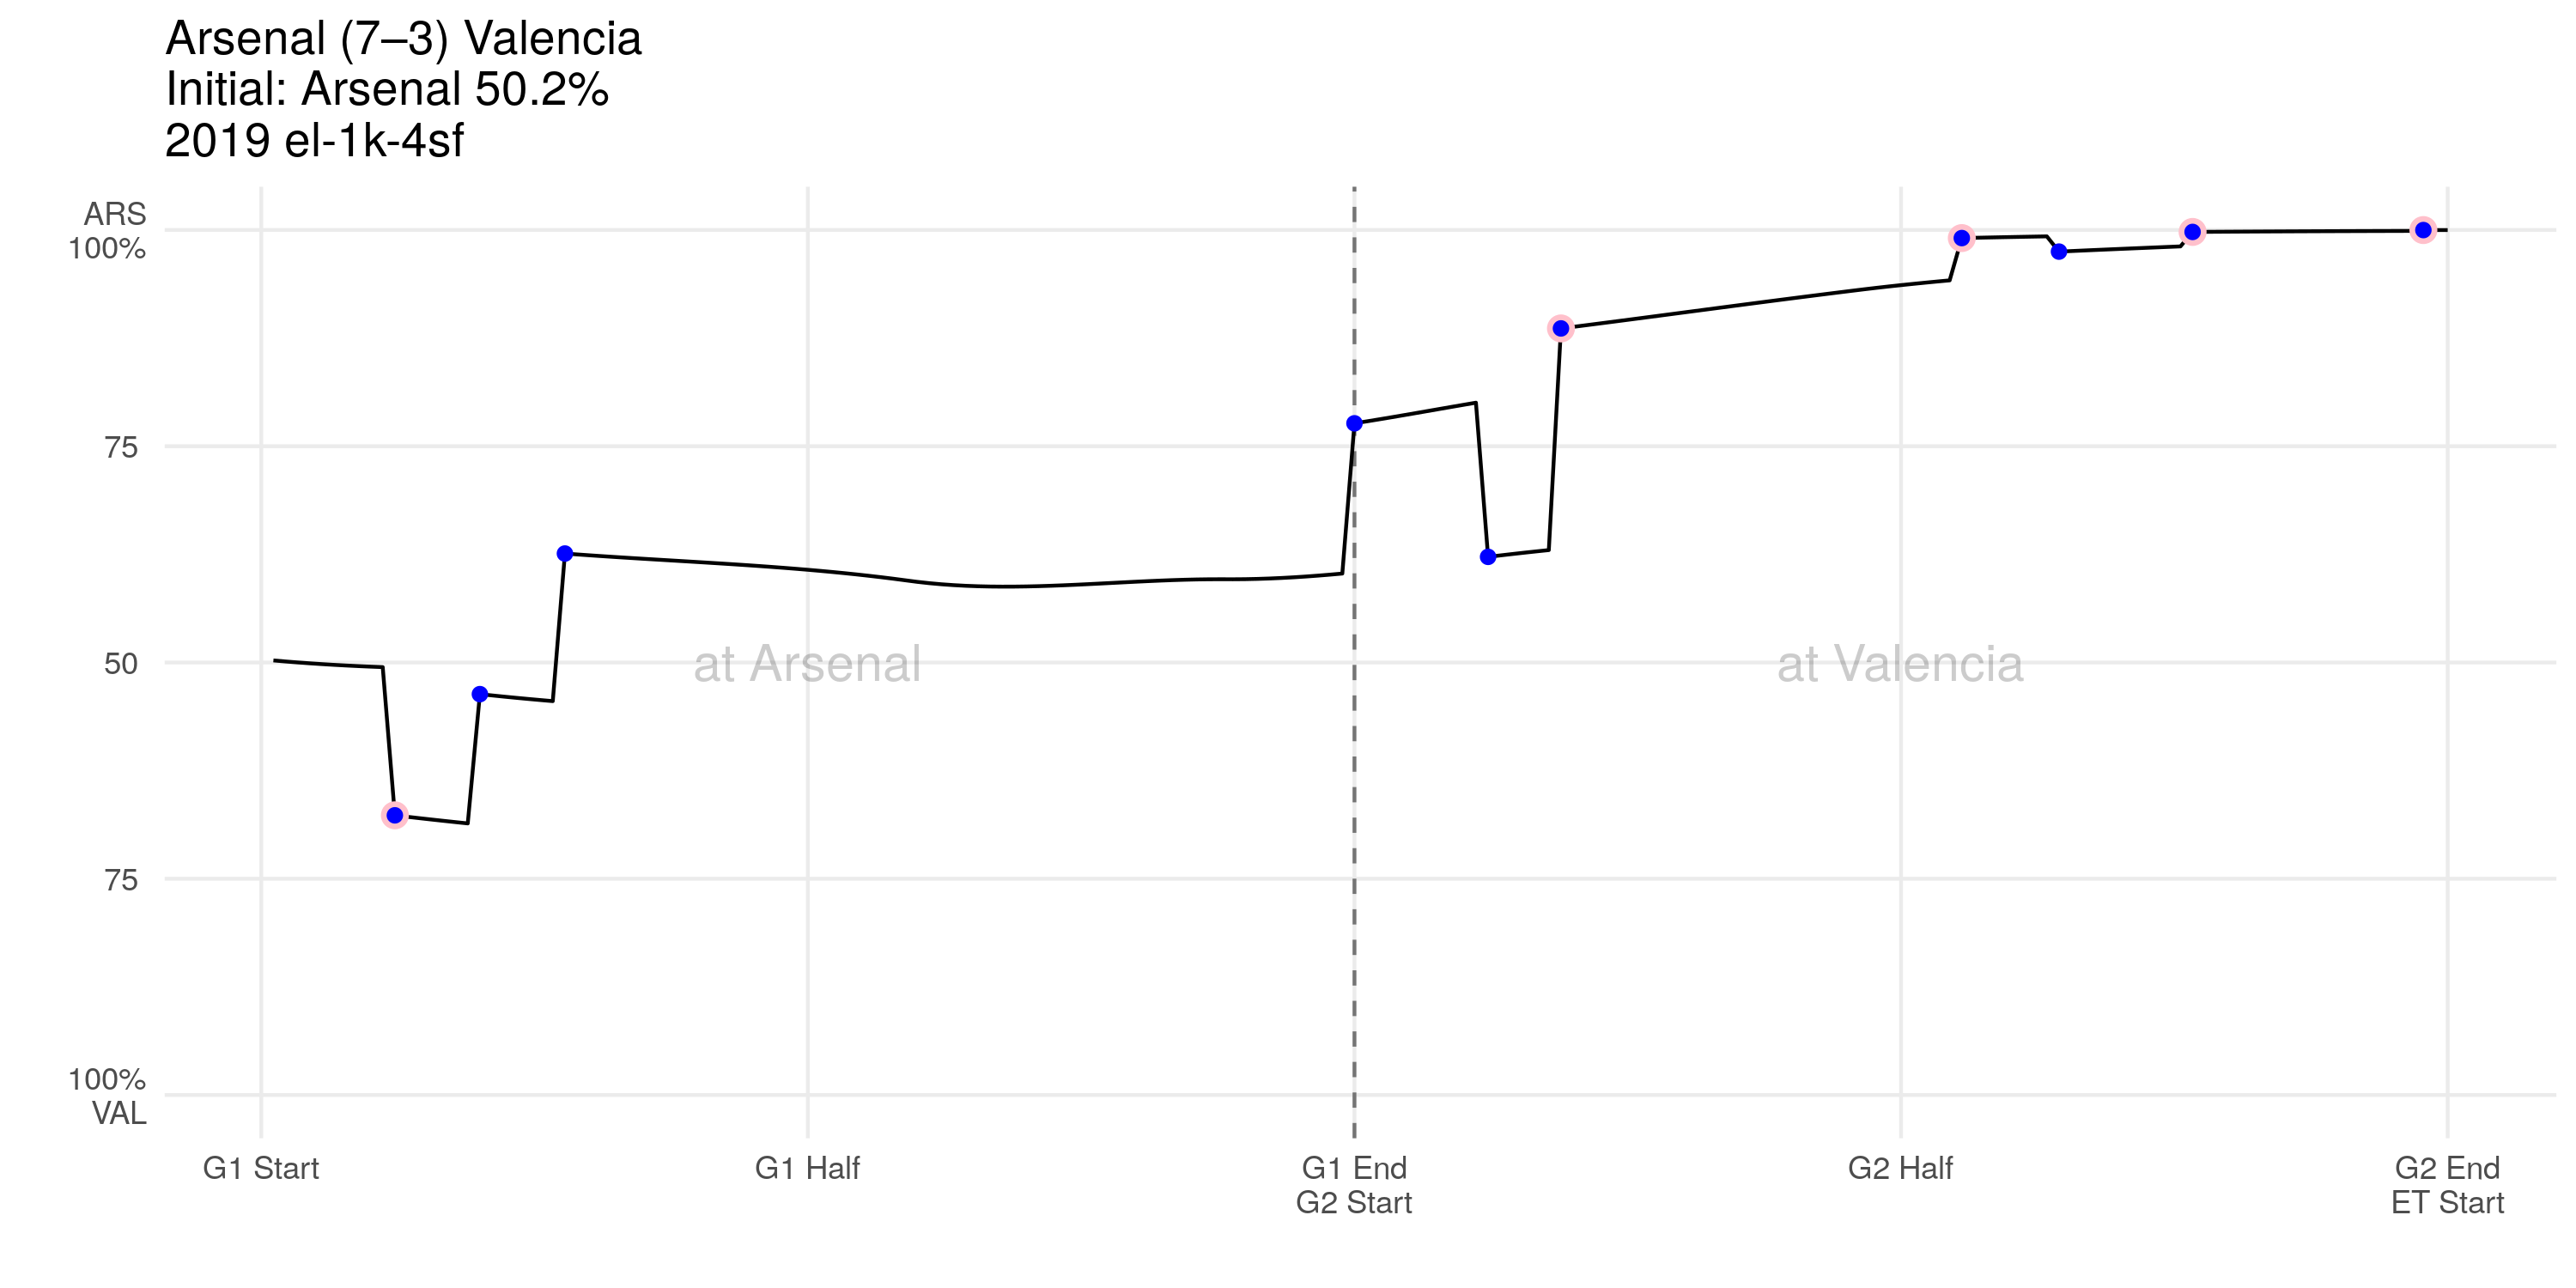 Arsenal (7–3) Valencia
Initial: Arsenal 50.2%
2019 el-1k-4sf
ARS
100%
75
50
75
100%
VAL
at Arsenal
at Valencia
G1 Start
G1 Half
G1 End
G2 Start
G2 Half
G2 End
ET Start